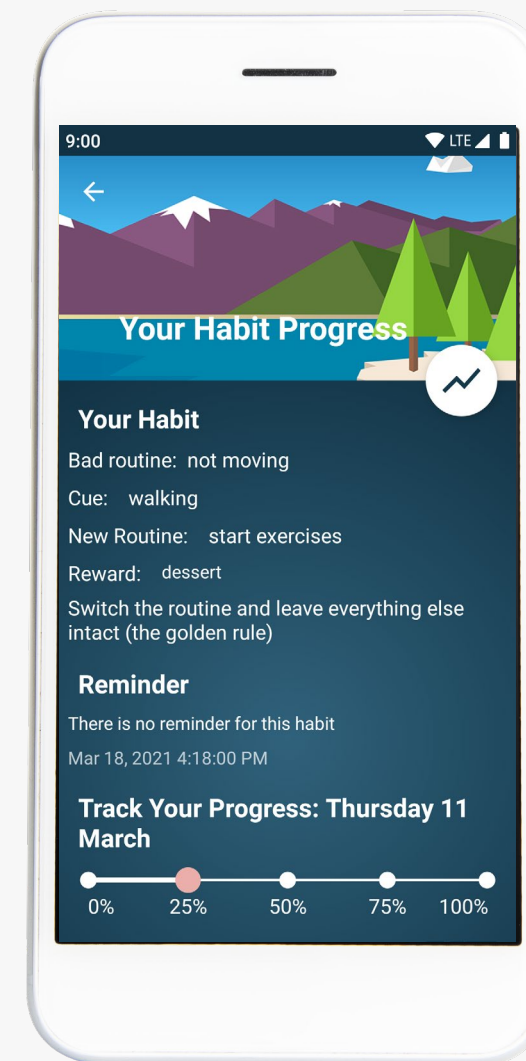 9:00 LTE
Your Habit Progress
Your Habit
Bad routine: not moving
Cue: walking
New Routine: start exercises
Reward: dessert
Switch the routine and leave everything else
intact (the golden rule)
Reminder
There is no reminder for this habit
Mar 18, 2021 4:18:00 PM
Track Your Progress: Thursday 11
March
0% 25% 50% 75% 100%